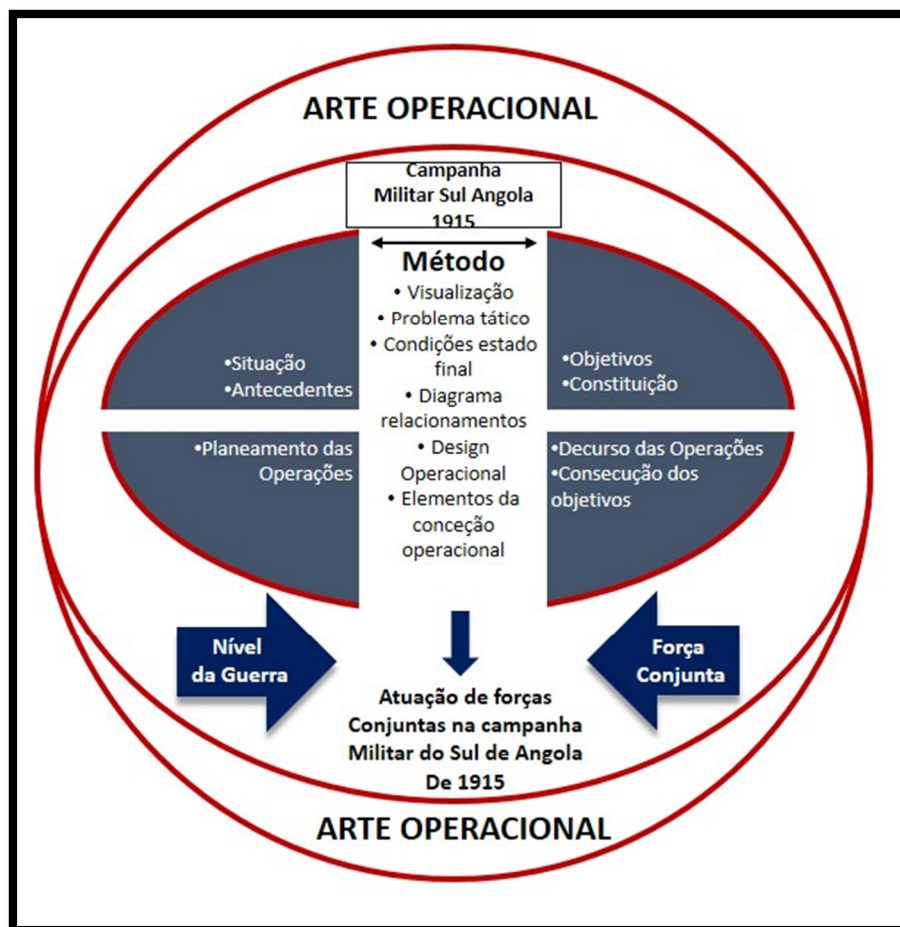 ARTE OPERACIONAL
Campanha
Militar Sul Angola
1915
Método
• Visualização
• Problema tático
• Condições estado
final
• Diagrama
relacionamentos
• Design
Operacional
• Elementos da
conceção
operacional
•Situação
•Antecedentes
•Objetivos
•Constituição
•Planeamento das
Operações
•Decurso das Operações
•Consecução dos
objetivos
Nível
da Guerra
Força
Conjunta
Atuação de forças
Conjuntas na campanha
Militar do Sul de Angola
De 1915
ARTE OPERACIONAL